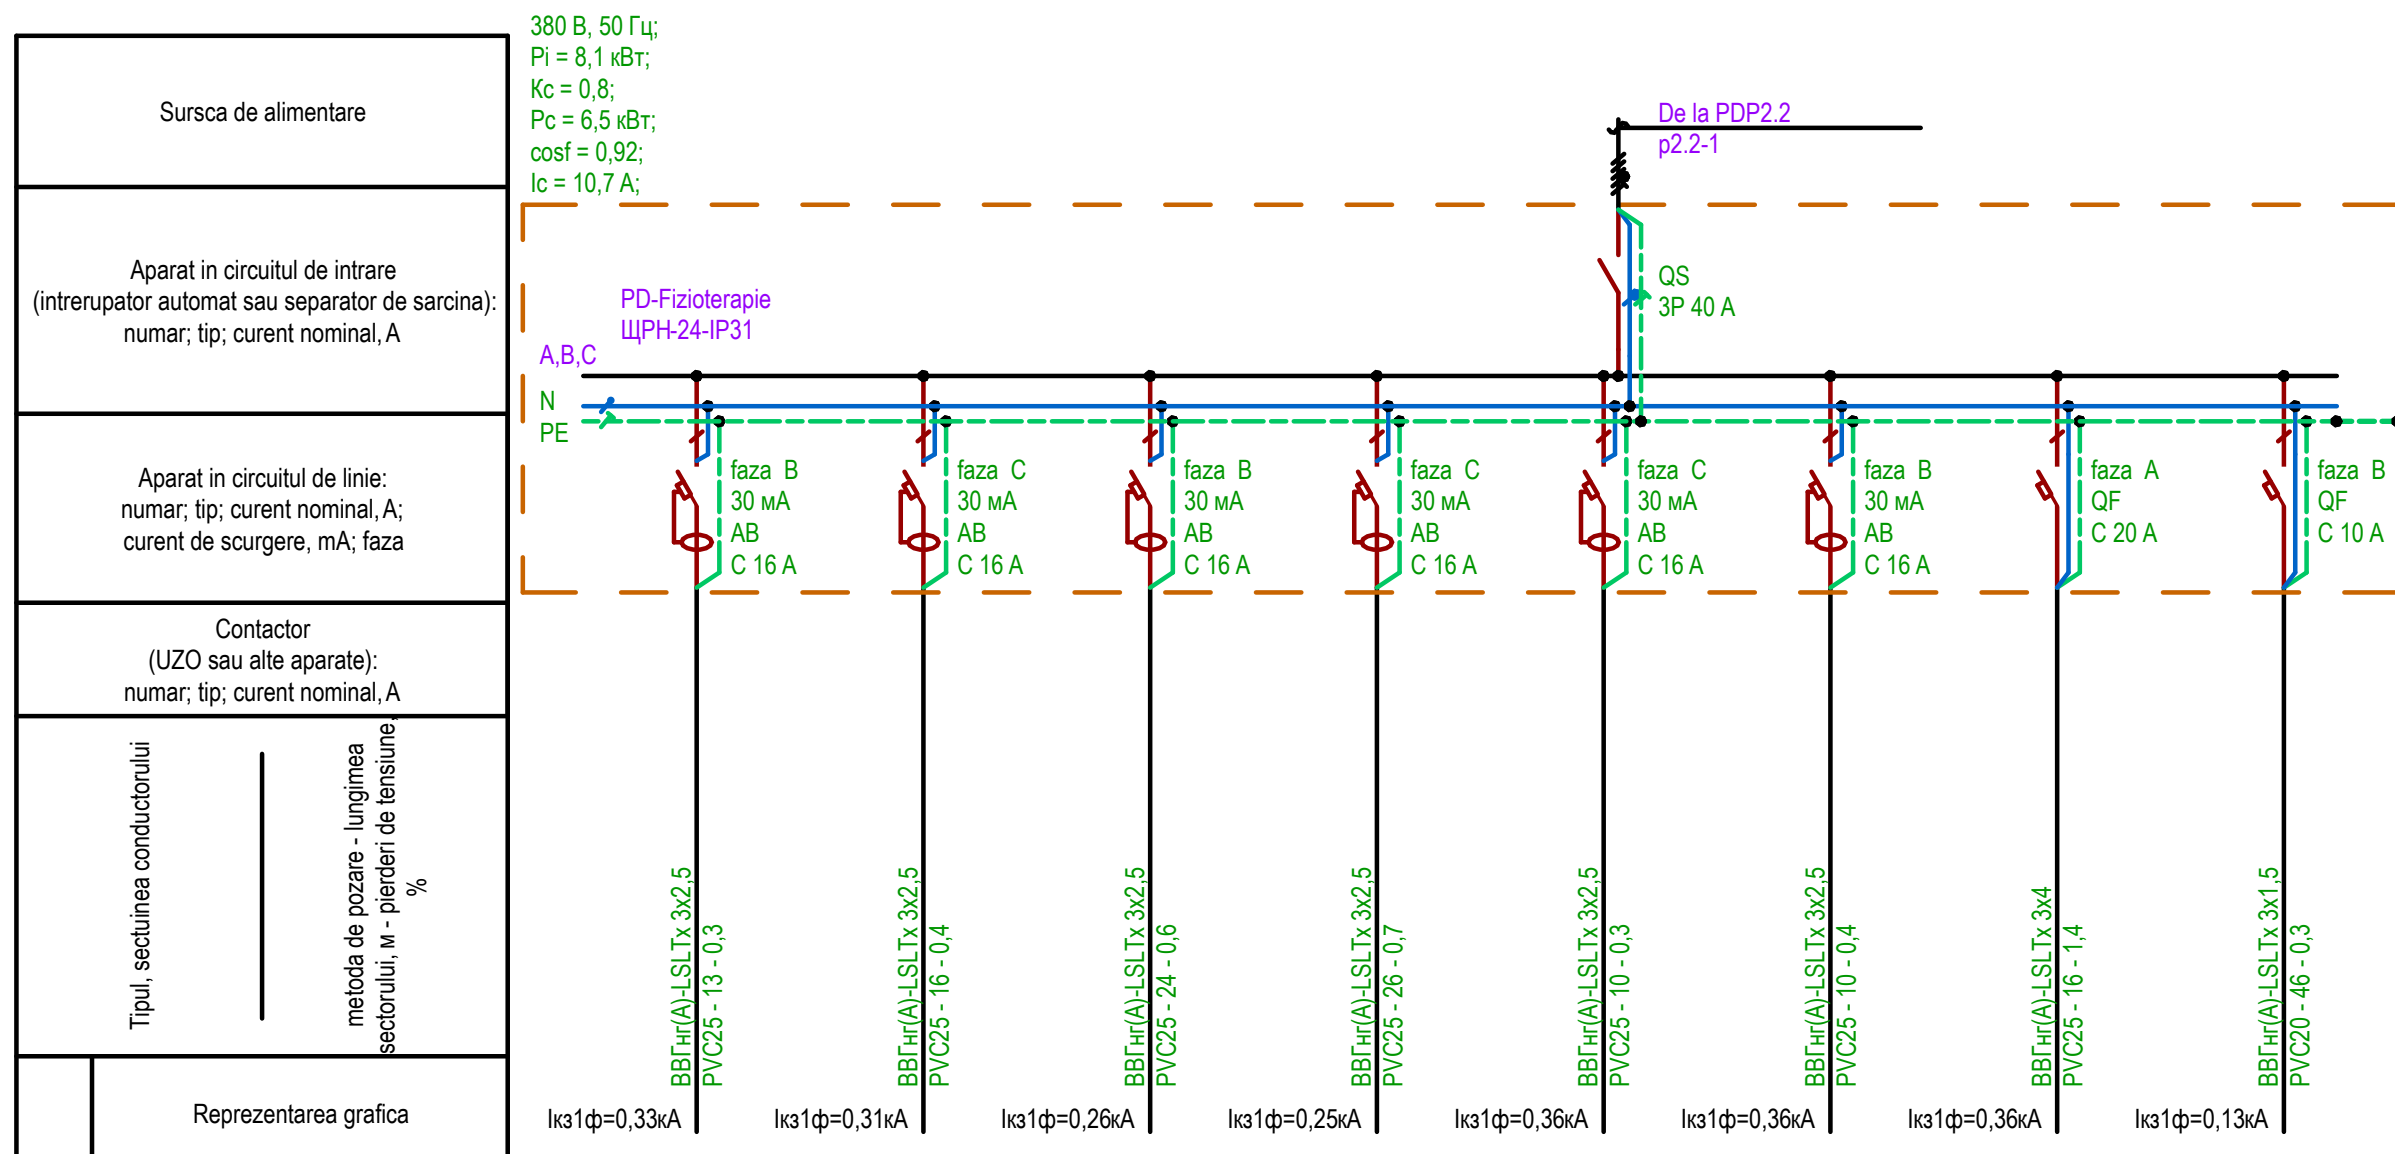 380 В, 50 Гц;
Pi = 8,1 кВт;
Kc = 0,8;
Pc = 6,5 кВт;
cosf = 0,92;
Ic = 10,7 A;
Sursca de alimentare
De la PDP2.2
p2.2-1
Aparat in circuitul de intrare
(intrerupator automat sau separator de sarcina):
numar; tip; curent nominal, A
PD-Fizioterapie
ЩРН-24-IP31
QS
3P 40 A
A,B,C
N
PE
Aparat in circuitul de linie:
numar; tip; curent nominal, A;
curent de scurgere, mA; faza
faza B
30 мА
АВ
C 16 A
faza C
30 мА
АВ
C 16 A
faza B
30 мА
АВ
C 16 A
faza C
30 мА
АВ
C 16 A
faza C
30 мА
АВ
C 16 A
faza B
30 мА
АВ
C 16 A
faza A
QF
C 20 A
faza B
QF
C 10 A
Contactor
(UZO sau alte aparate):
numar; tip; curent nominal, A
Tipul, sectuinea conductorului
metoda de pozare - lungimea
sectorului, м - pierderi de tensiune,
%
ВВГнг(А)-LSLTx 3x2,5
PVC25 - 13 - 0,3
ВВГнг(А)-LSLTx 3x2,5
PVC25 - 16 - 0,4
ВВГнг(А)-LSLTx 3x2,5
PVC25 - 24 - 0,6
ВВГнг(А)-LSLTx 3x2,5
PVC25 - 26 - 0,7
ВВГнг(А)-LSLTx 3x2,5
PVC25 - 10 - 0,3
ВВГнг(А)-LSLTx 3x2,5
PVC25 - 10 - 0,4
ВВГнг(А)-LSLTx 3x4
PVC25 - 16 - 1,4
ВВГнг(А)-LSLTx 3x1,5
PVC20 - 46 - 0,3
Reprezentarea grafica
Iкз1ф=0,33кА
Iкз1ф=0,31кА
Iкз1ф=0,26кА
Iкз1ф=0,25кА
Iкз1ф=0,36кА
Iкз1ф=0,36кА
Iкз1ф=0,36кА
Iкз1ф=0,13кА